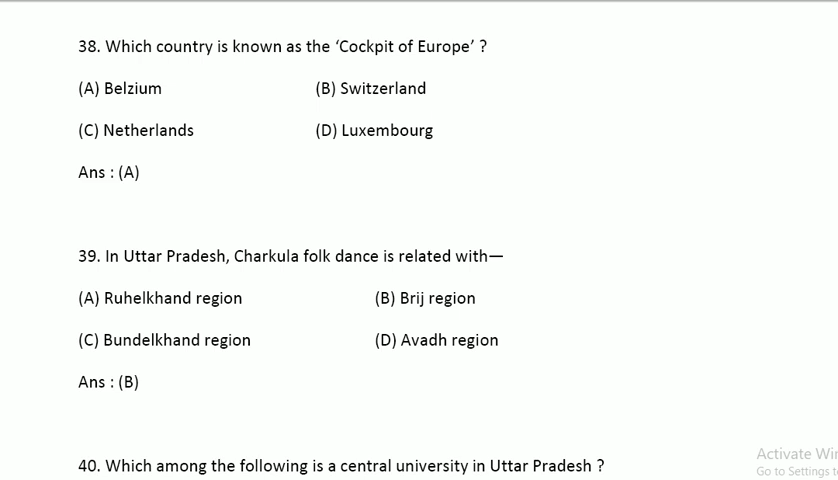 38. Which country is known as the ‘Cockpit of Europe’ ?
(A) Belzium (B) Switzerland
(C) Netherlands (D) Luxembourg
Ans : (A)
39. In Uttar Pradesh, Charkula folk dance is related with—
(A) Ruhelkhand region (B) Brij region
(C) Bundelkhand region (D) Avadh region
Ans : (B)
Activate Wi
40. Which among the following is a central university in Uttar Pradesh ?
Go to Settings t